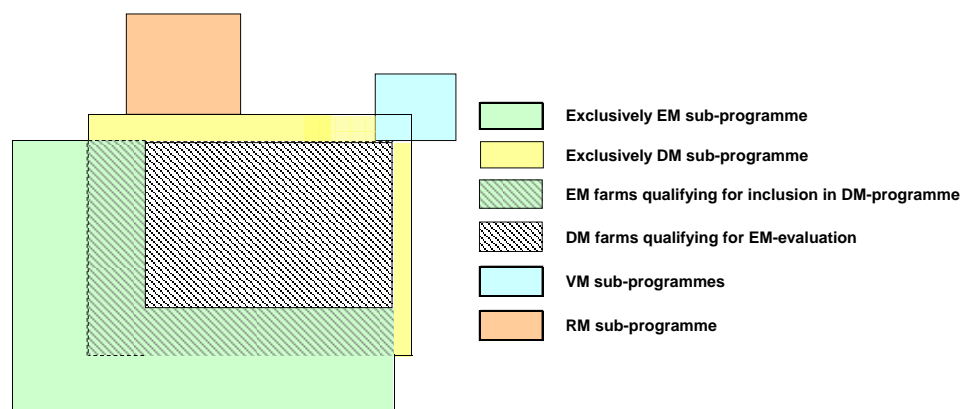 Exclusively EM sub-programme
Exclusively DM sub-programme
EM farms qualifying for inclusion in DM-programme
DM farms qualifying for EM-evaluation
VM sub-programmes
RM sub-programme